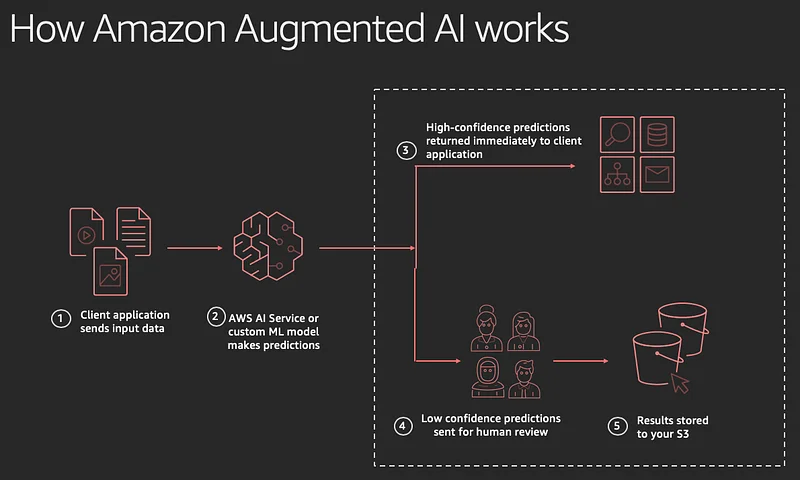 How Amazon Augmented AI works
High-confidence predictions
returned immediately to client
application
3
1
Client application
sends input data
2
AWS AI Service or
custom ML model
makes predictions
4
Low confidence predictions
sent for human review
5
Results stored
to your S3